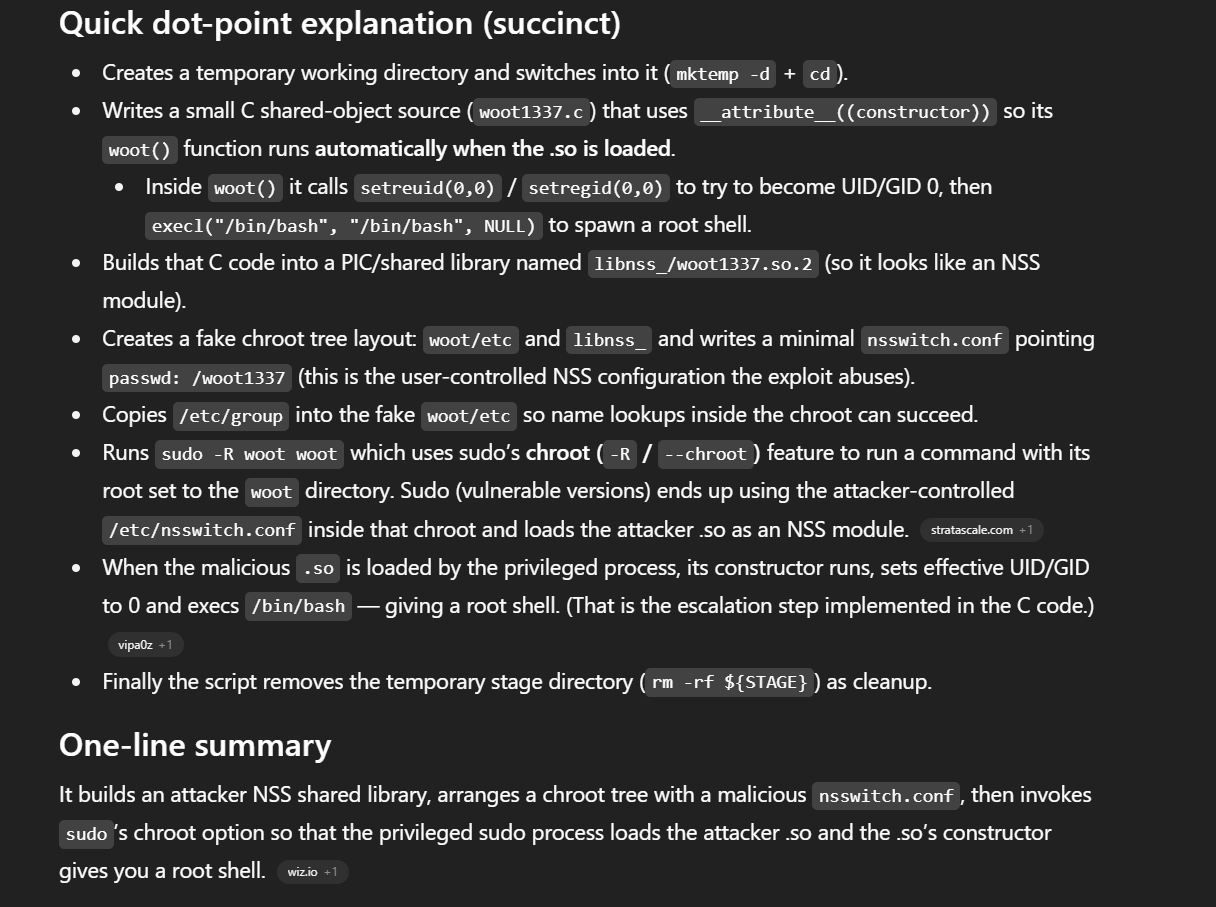 Quick dot-point explanation (succinct)
• Creates a temporary working directory and switches into it ( mktemp -d + cd ).
• Writes a small C shared-object source ( woot1337.c ) that uses __attribute__((constructor)) so its
woot() function runs automatically when the .so is loaded.
• Inside woot() it calls setreuid(0,0) / setregid(0,0) to try to become UID/GID 0, then
execl("/bin/bash", "/bin/bash", NULL) to spawn a root shell.
• Builds that C code into a PIC/shared library named libnss_/woot1337.so.2 (so it looks like an NSS
module).
• Creates a fake chroot tree layout: woot/etc and libnss_ and writes a minimal nsswitch.conf pointing
passwd: /woot1337 (this is the user-controlled NSS configuration the exploit abuses).
• Copies /etc/group into the fake woot/etc so name lookups inside the chroot can succeed.
• Runs sudo -R woot woot which uses sudo's chroot ( -R / --chroot ) feature to run a command with its
root set to the woot directory. Sudo (vulnerable versions) ends up using the attacker-controlled
/etc/nsswitch.conf inside that chroot and loads the attacker .so as an NSS module. stratascale.com +1
• When the malicious .so is loaded by the privileged process, its constructor runs, sets effective UID/GID
to 0 and execs /bin/bash — giving a root shell. (That is the escalation step implemented in the C code.)
vipa0z +1
• Finally the script removes the temporary stage directory ( rm -rf ${STAGE} ) as cleanup.
One-line summary
It builds an attacker NSS shared library, arranges a chroot tree with a malicious nsswitch.conf , then invokes
sudo 's chroot option so that the privileged sudo process loads the attacker .so and the .so's constructor
gives you a root shell. wiz.io +1